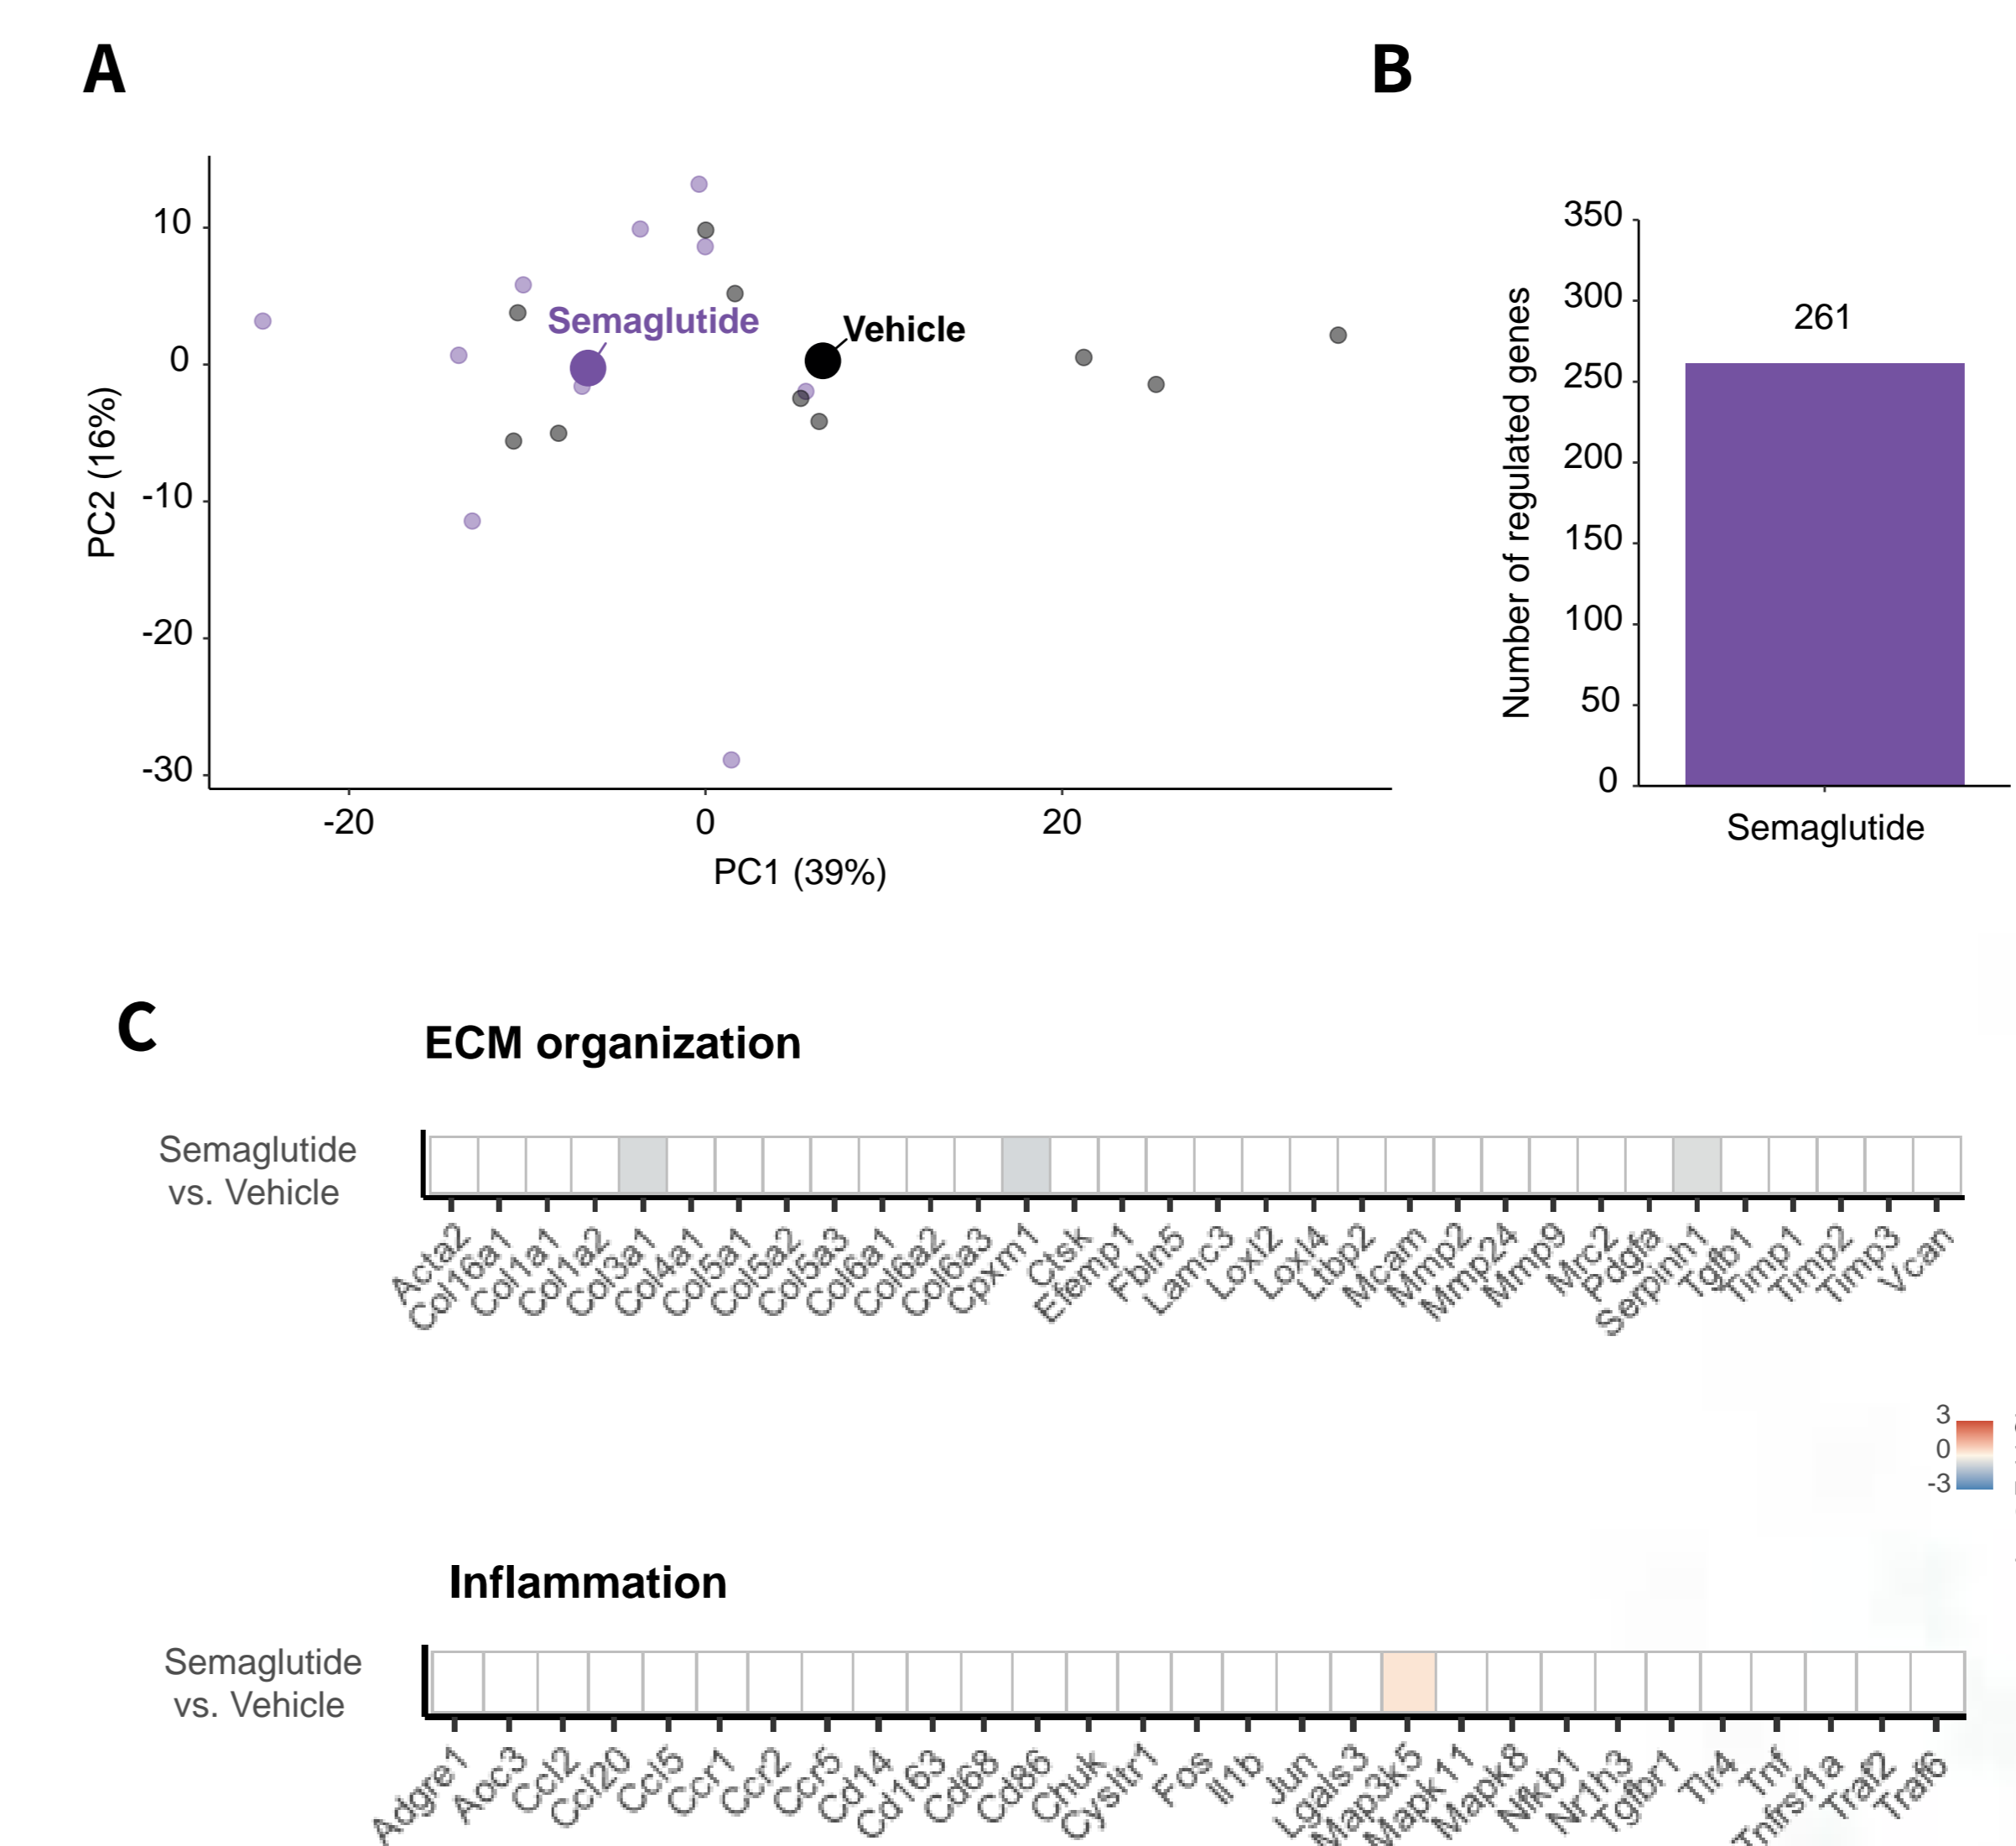 A
B
10
0
-10
-20
-30
PC2 (16%)
Semaglutide
Vehicle
-20
0
20
PC1 (39%)
350
300
250
200
150
100
50
0
Number of regulated genes
261
Semaglutide
C
ECM organization
Semaglutide
vs. Vehicle
Acta2
Col16a1
Col1a1
Col1a2
Col3a1
Col4a1
Col5a1
Col5a2
Col5a3
Col6a1
Col6a2
Col6a3
Cpxm1
Ctsk
Efemp1
Fbln5
Lamc3
Loxl2
Loxl4
Ltbp2
Mcam
Mmp2
Mmp24
Mmp9
Mrc2
Pdgfa
Serpinh1
Tgfb1
Timp1
Timp2
Timp3
Vcan
3
0
-3
Inflammation
Semaglutide
vs. Vehicle
Adgre1
Aoc3
Ccl2
Ccl20
Ccl5
Ccr1
Ccr2
Ccr5
Cd14
Cd163
Cd68
Cd86
Chuk
Cysltr1
Fos
Il1b
Jun
Lgals3
Map3k5
Mapk11
Mapk8
Nfkb1
Nr1h3
Tgfbr1
Tlr4
Tnf
Tnfrsf1a
Traf2
Traf6